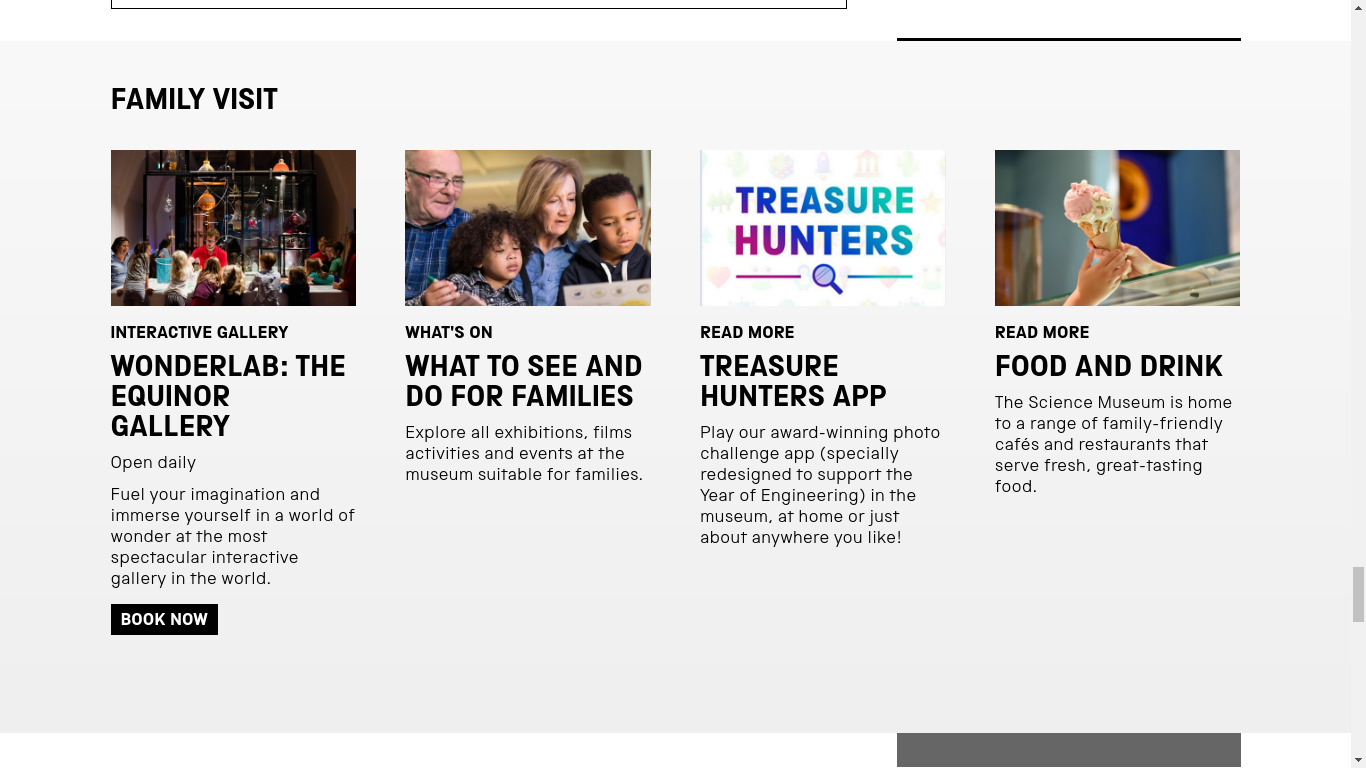 FAMILY VISIT
INTERACTIVE GALLERY
WONDERLAB: THE
EQUINOR
GALLERY
Open daily
Fuel your imagination and
immerse yourself in a world of
wonder at the most
spectacular interactive
gallery in the world.
BOOK NOW
WHAT'S ON
WHAT TO SEE AND
DO FOR FAMILIES
Explore all exhibitions, films
activities and events at the
museum suitable for families.
TREASURE
HUNTERS
READ MORE
TREASURE
HUNTERS APP
Play our award-winning photo
challenge app (specially
redesigned to support the
Year of Engineering) in the
museum, at home or just
about anywhere you like!
READ MORE
FOOD AND DRINK
The Science Museum is home
to a range of family-friendly
cafés and restaurants that
serve fresh, great-tasting
food.